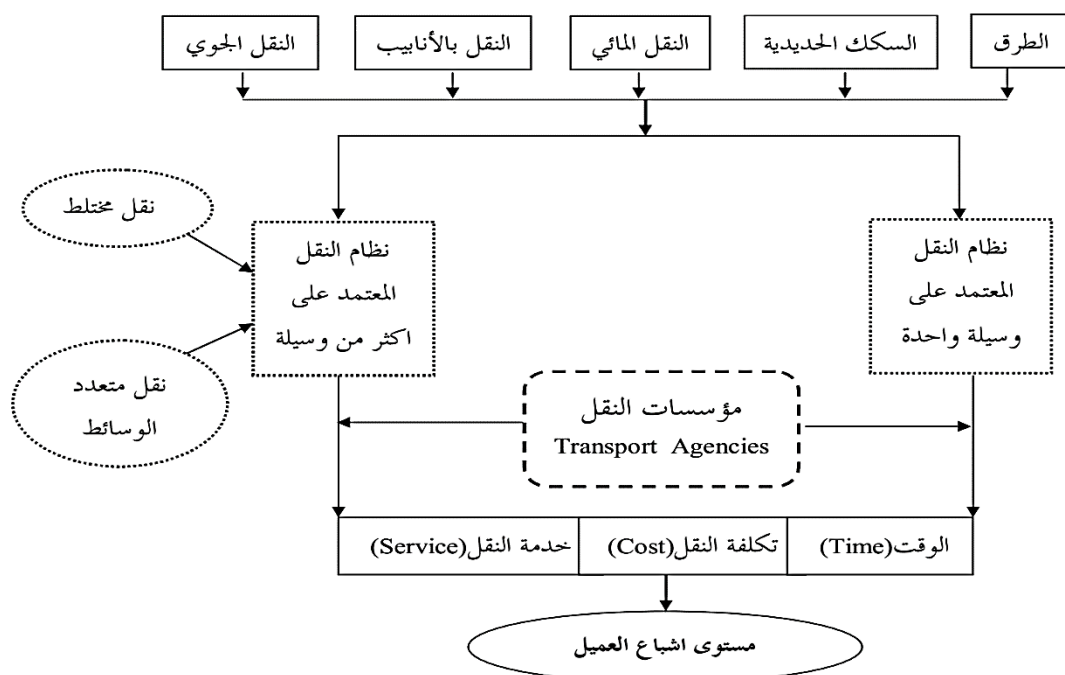 الطرق
السكك الحديدية
النقل المائي
النقل بالأنابيب
النقل الجوي
نظام النقل
المعتمد على
وسيلة واحدة
نظام النقل
المعتمد على
اكثر من وسيلة
نقل مختلط
نقل متعدد
الوسائط
مؤسسات النقل
Transport Agencies
الوقت(Time)
تكلفة النقل(Cost)
خدمة النقل(Service)
مستوى اشباع العميل